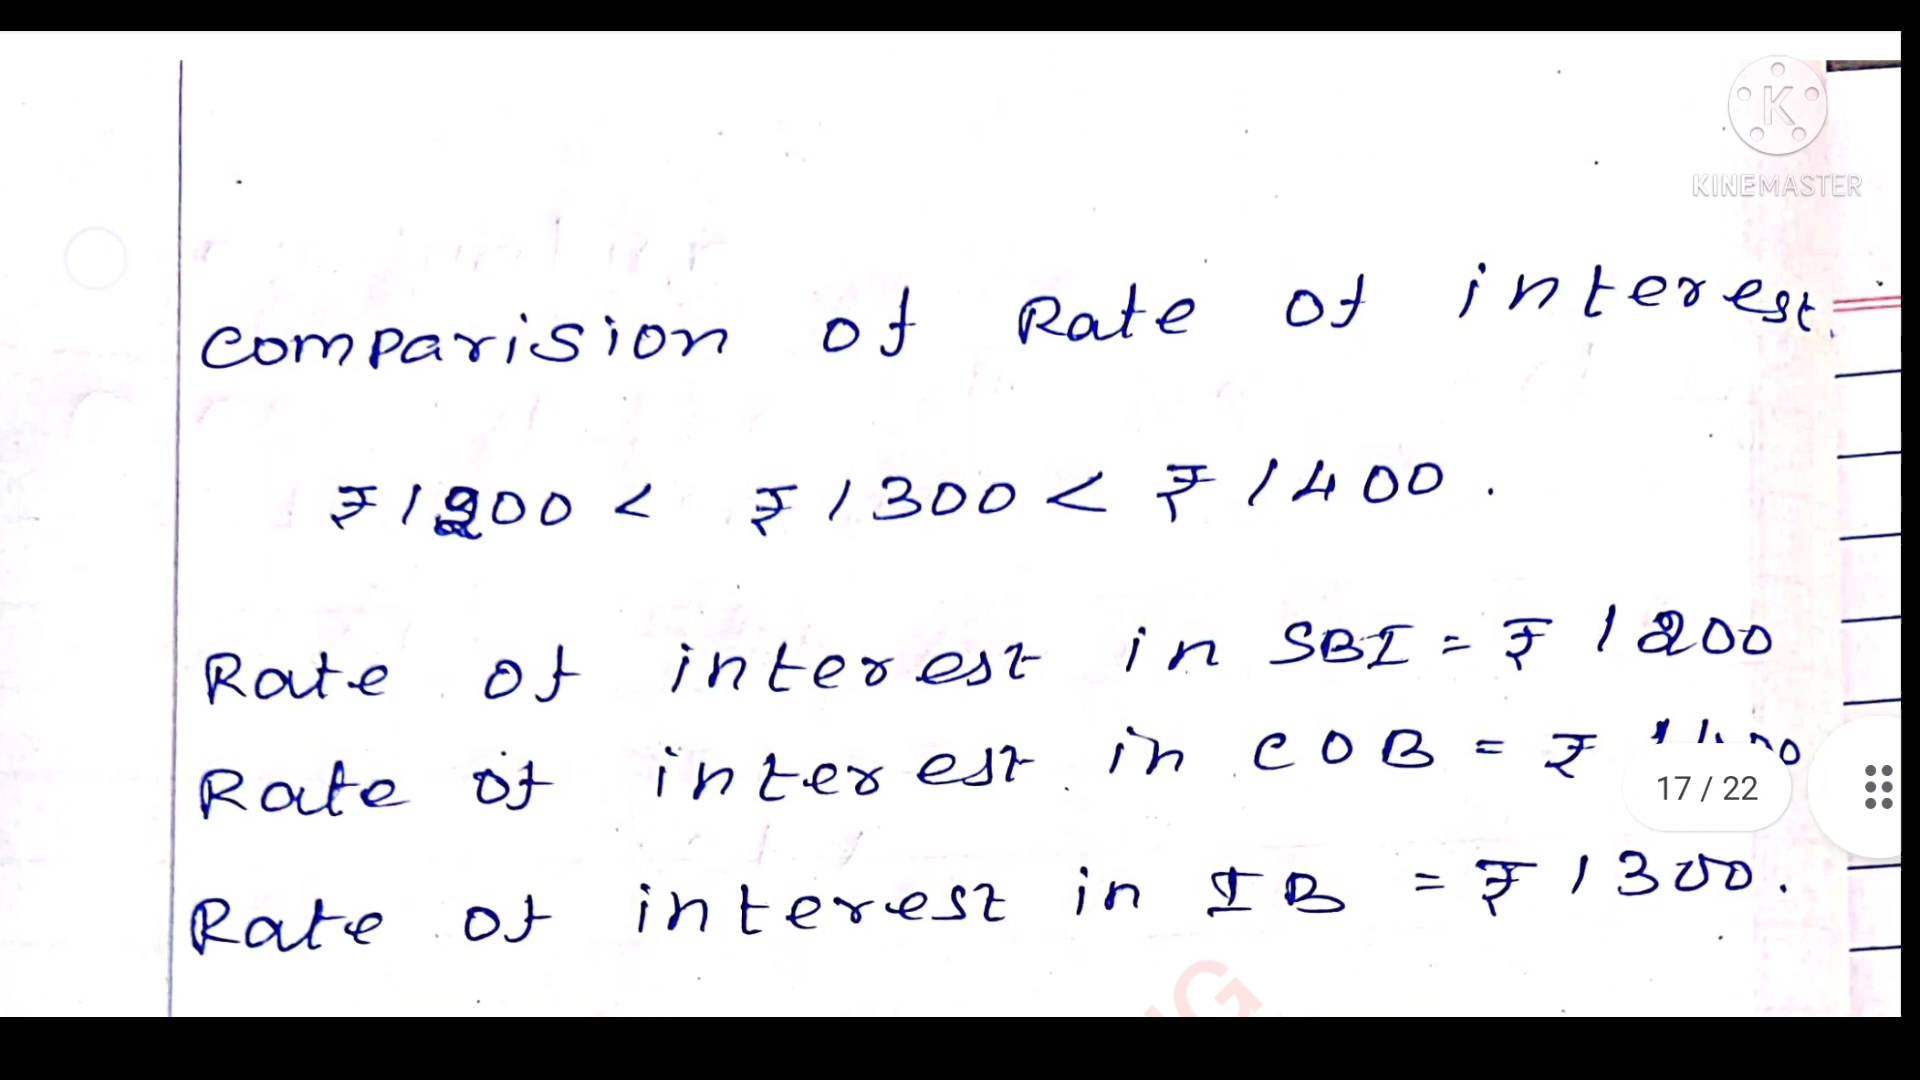 KINEMASTER
Comparision of Rate of interest.
₹1200 < ₹1300 < ₹1400.
Rate of interest in SBI = ₹ 1200
Rate of interest in COB = ₹
17 / 22
Rate of interest in IB = ₹ 1300.
G